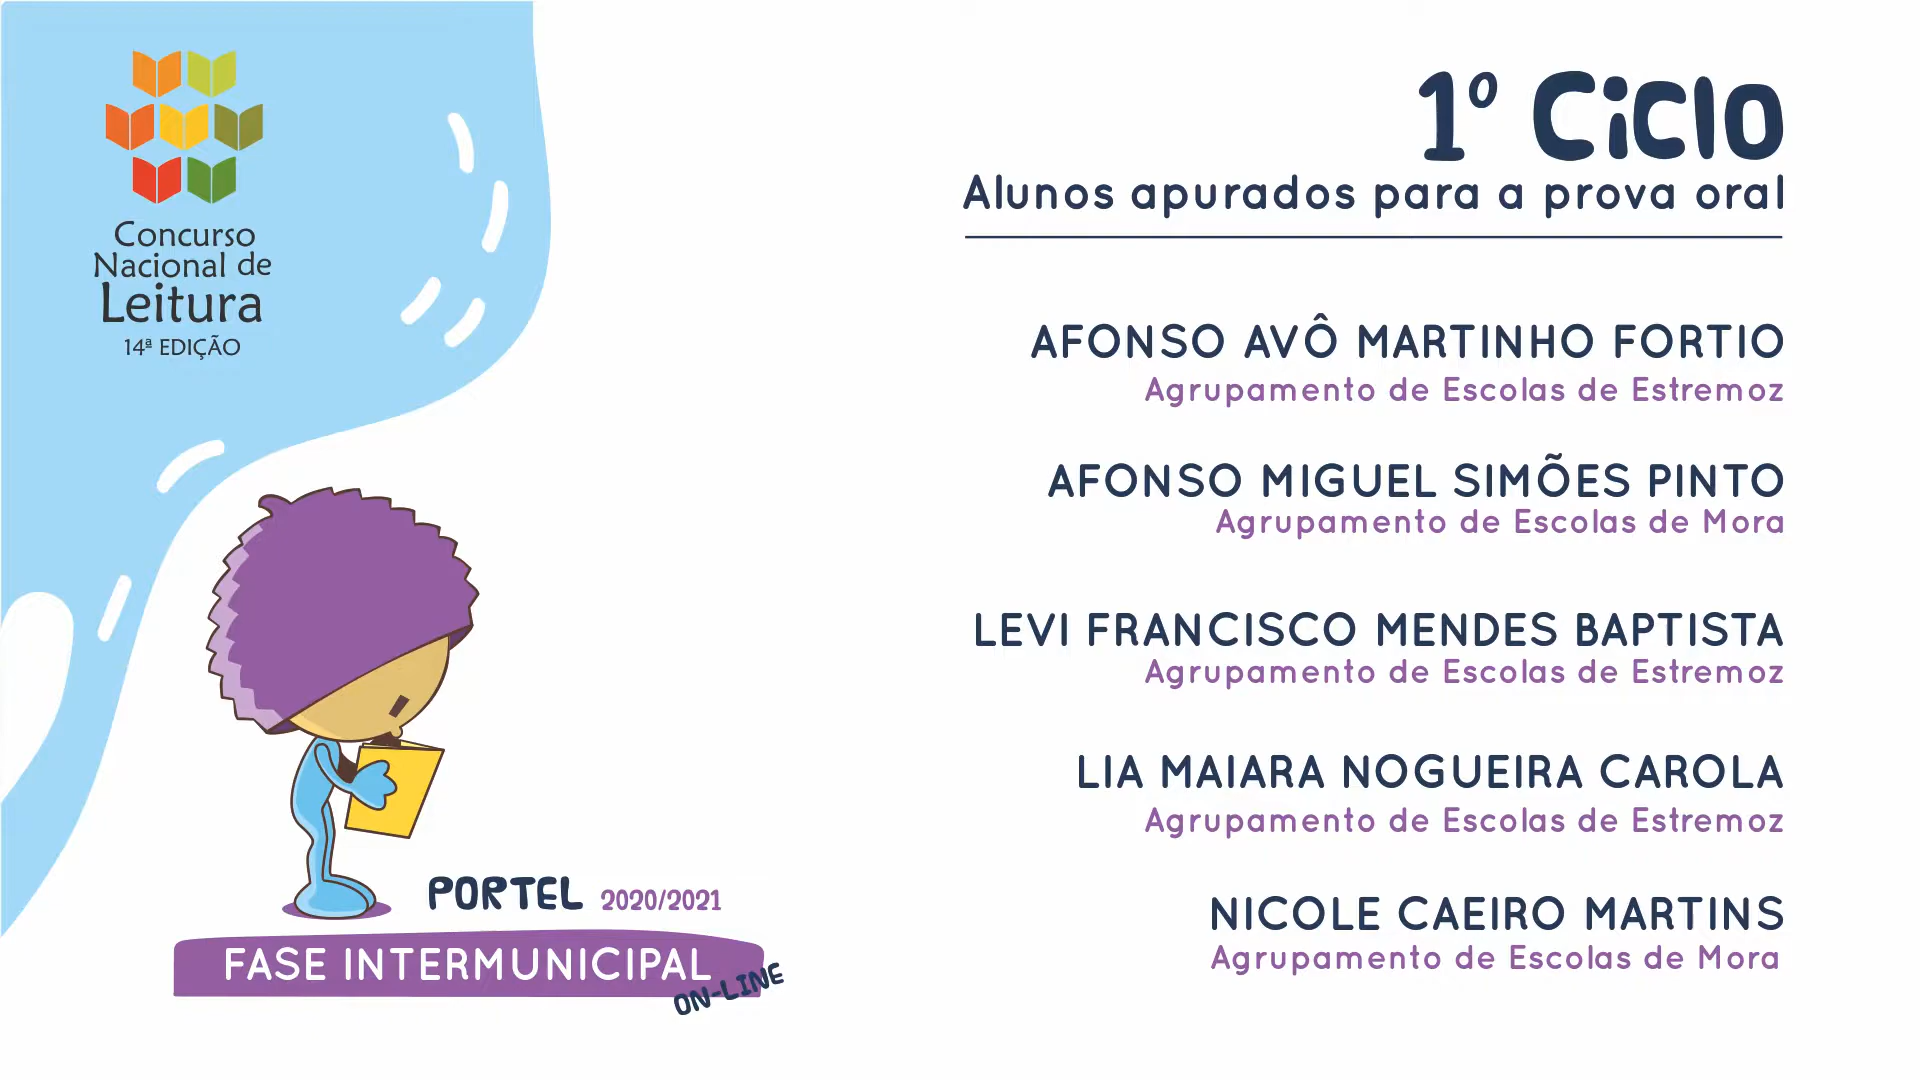 Concurso
Nacional de
Leitura
14ª EDIÇÃO
1º Ciclo
Alunos apurados para a prova oral
AFONSO AVÔ MARTINHO FORTIO
Agrupamento de Escolas de Estremoz
AFONSO MIGUEL SIMÕES PINTO
Agrupamento de Escolas de Mora
LEVI FRANCISCO MENDES BAPTISTA
Agrupamento de Escolas de Estremoz
LIA MAIARA NOGUEIRA CAROLA
Agrupamento de Escolas de Estremoz
NICOLE CAEIRO MARTINS
Agrupamento de Escolas de Mora
PORTEL 2020/2021
FASE INTERMUNICIPAL
ON-LINE